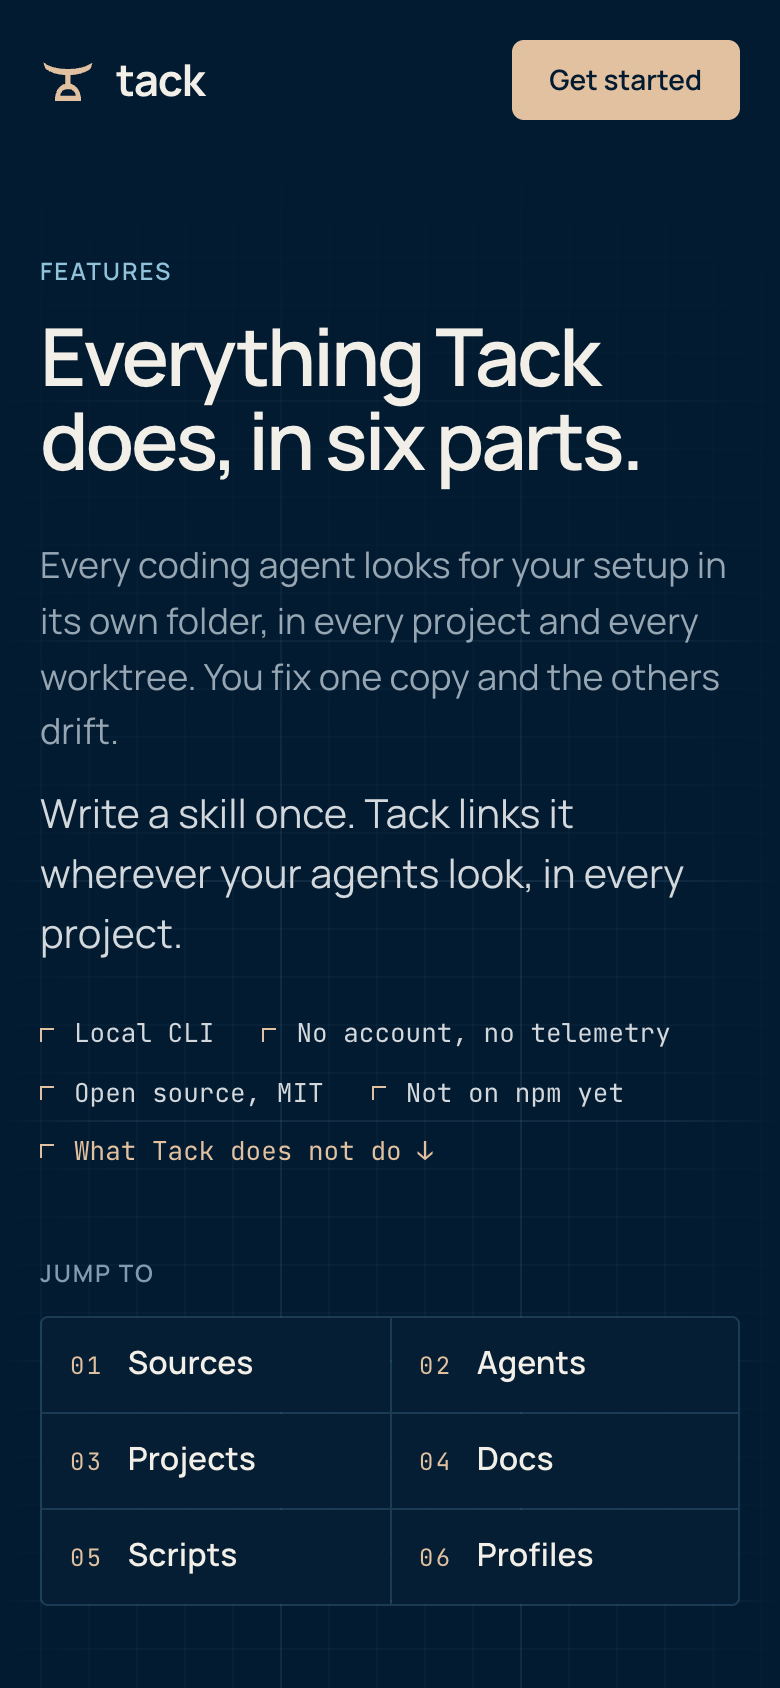 tack
Get started
FEATURES
Everything Tack
does, in six parts.
Every coding agent looks for your setup in
its own folder, in every project and every
worktree. You fix one copy and the others
drift.
Write a skill once. Tack links it
wherever your agents look, in every
project.
Local CLI No account, no telemetry
Open source, MIT Not on npm yet
What Tack does not do ↓
JUMP TO
01 Sources 02 Agents
03 Projects 04 Docs
05 Scripts 06 Profiles